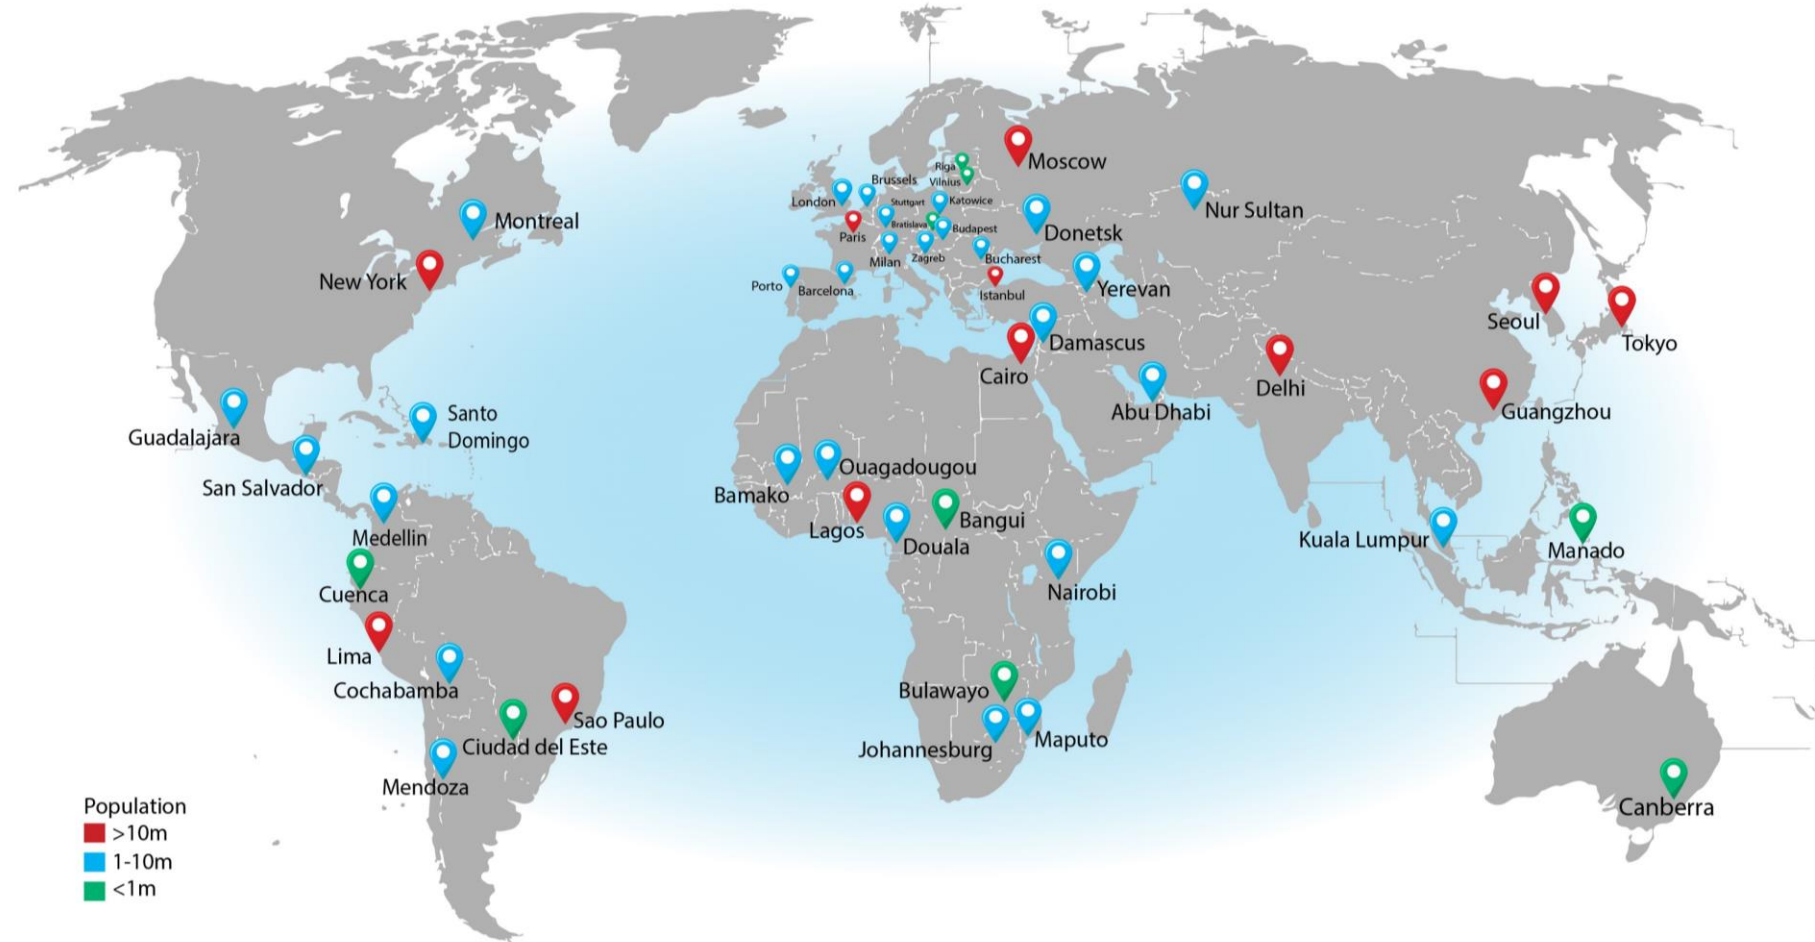 Moscow
Riga
Vilnius
Brussels
London
Stuttgart
Katowice
Nur Sultan
Montreal
Paris
Bratislava
Budapest
Donetsk
Milan
Zagreb
Bucharest
New York
Porto
Barcelona
Istanbul
Yerevan
Seoul
Tokyo
Damascus
Cairo
Delhi
Abu Dhabi
Guangzhou
Guadalajara
Santo
Domingo
San Salvador
Ouagadougou
Bamako
Medellin
Lagos
Bangui
Douala
Kuala Lumpur
Manado
Cuenca
Nairobi
Lima
Cochabamba
Bulawayo
Sao Paulo
Ciudad del Este
Johannesburg
Maputo
Mendoza
Canberra
Population
>10m
1-10m
<1m